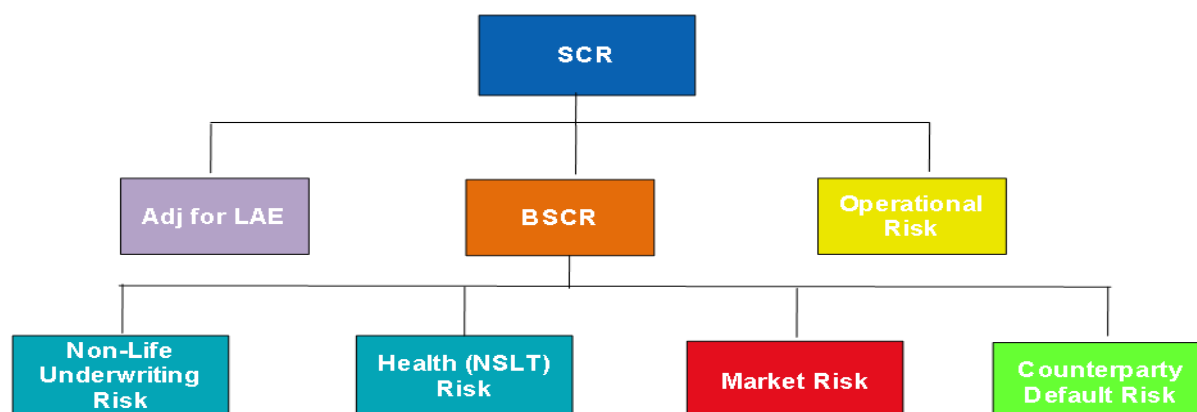 SCR
Adj for LAE
BSCR
Operational
Risk
Non-Life
Underwriting
Risk
Health (NSLT)
Risk
Market Risk
Counterparty
Default Risk